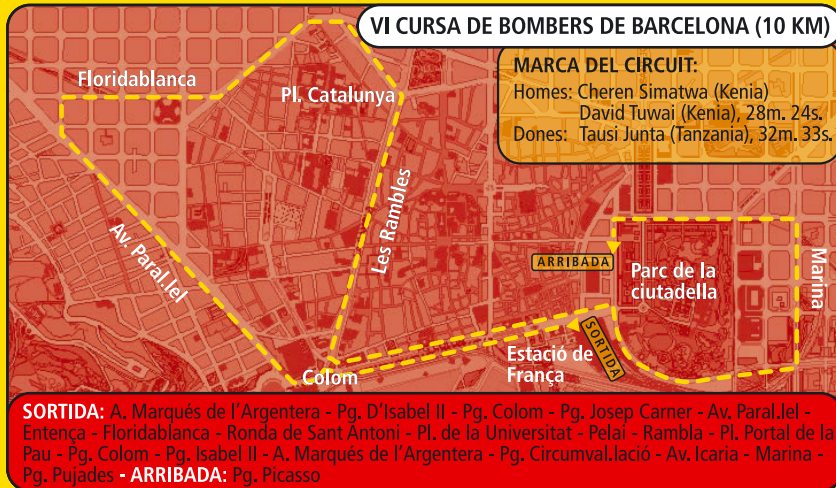 VI CURSA DE BOMBERS DE BARCELONA (10 KM)
MARCA DEL CIRCUIT:
Homes: Cheren Simatwa (Kenia)
David Tuwai (Kenia), 28m. 24s.
Dones: Tausi Junta (Tanzania), 32m. 33s.
Floridablanca
Pl. Catalunya
Av. Paral.lel
Les Rambles
ARRIBADA
Parc de la
ciutadella
Marina
SORTIDA
Estació de
França
Colom
SORTIDA: A. Marqués de l'Argentera - Pg. D'Isabel II - Pg. Colom - Pg. Josep Carner - Av. Paral.lel -
Entença - Floridablanca - Ronda de Sant Antoni - Pl. de la Universitat - Pelai - Rambla - Pl. Portal de la
Pau - Pg. Colom - Pg. Isabel II - A. Marqués de l'Argentera - Pg. Circumval.lació - Av. Icaria - Marina -
Pg. Pujades - ARRIBADA: Pg. Picasso